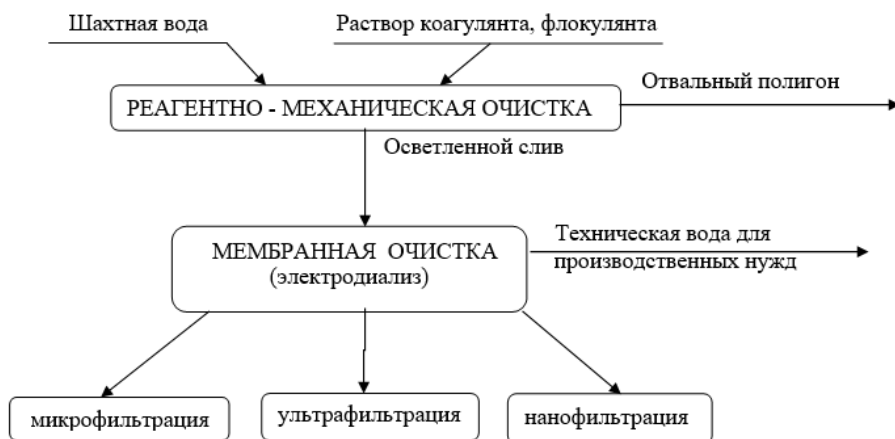 Шахтная вода
Раствор коагулянта, флокулянта
Отвальный полигон
РЕАГЕНТНО - МЕХАНИЧЕСКАЯ ОЧИСТКА
Осветленной слив
МЕМБРАННАЯ ОЧИСТКА
(электродиализ)
Техническая вода для
производственных нужд
микрофильтрация
ультрафильтрация
нанофильтрация